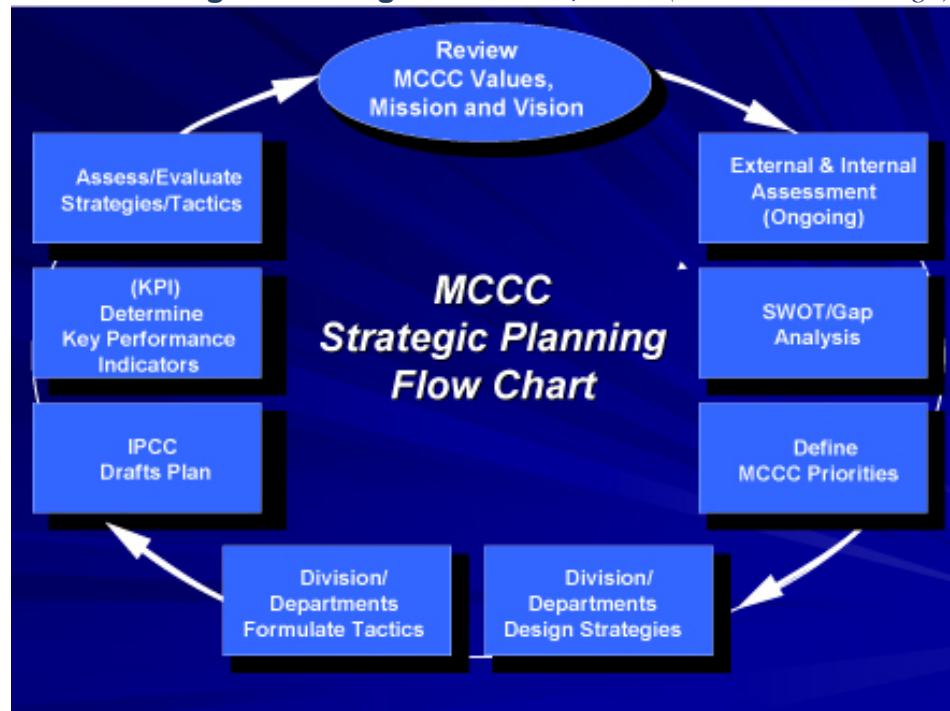 Review
MCCC Values,
Mission and Vision
External & Internal
Assessment
(Ongoing)
SWOT/Gap
Analysis
Define
MCCC Priorities
Division/
Departments
Design Strategies
Division/
Departments
Formulate Tactics
IPCC
Drafts Plan
(KPI)
Determine
Key Performance
Indicators
Assess/Evaluate
Strategies/Tactics
MCCC
Strategic Planning
Flow Chart